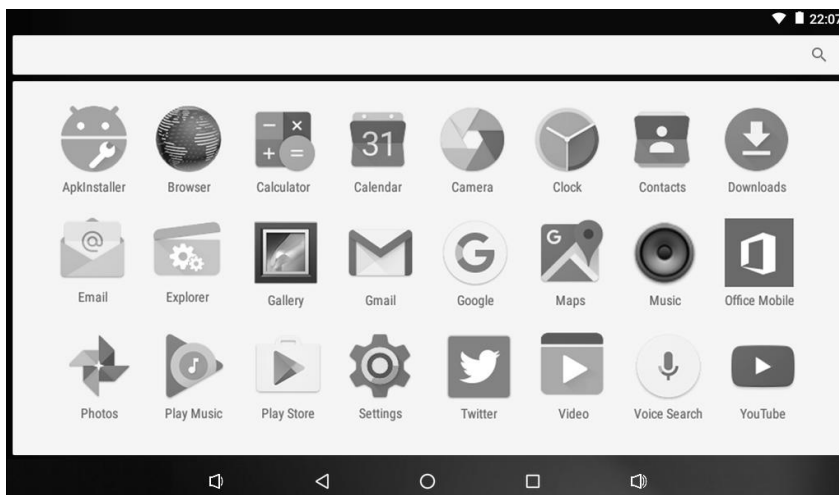 22:07
ApkInstaller Browser Calculator Calendar Camera Clock Contacts Downloads
Email Explorer Gallery Gmail Google Maps Music Office Mobile
Photos Play Music Play Store Settings Twitter Video Voice Search YouTube